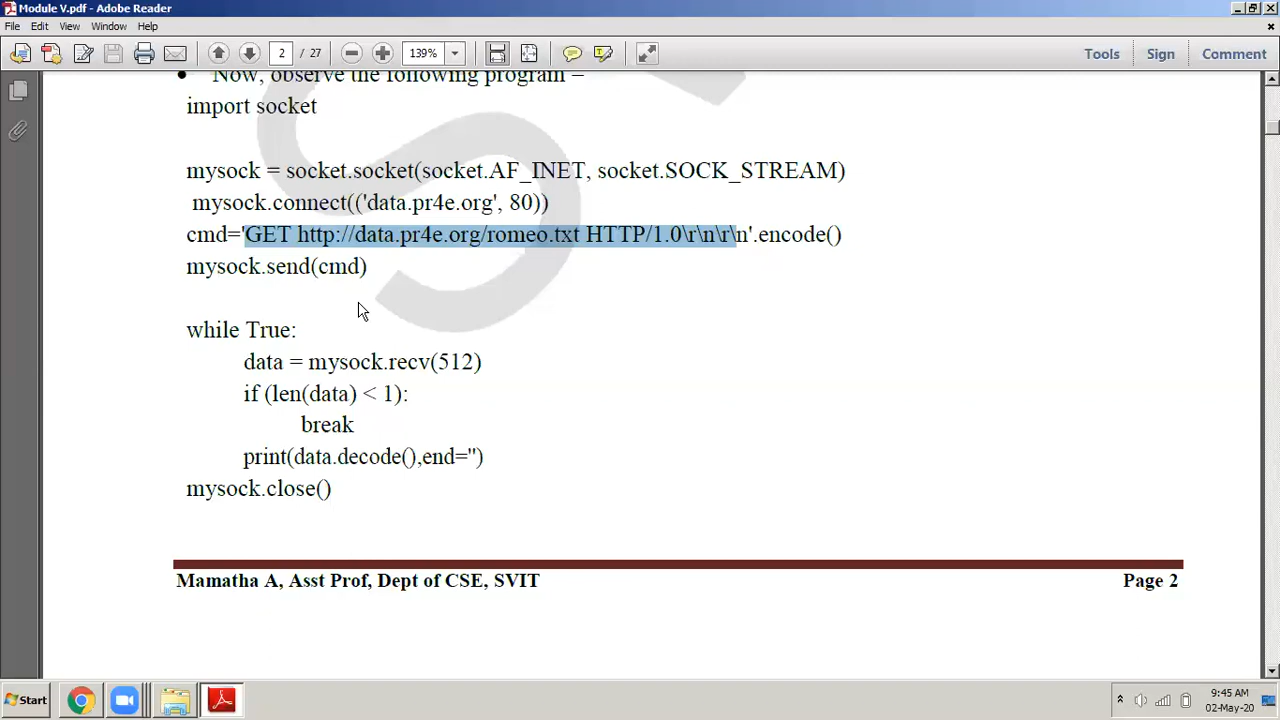 Module V.pdf - Adobe Reader
File Edit View Window Help
2 / 27 139% Tools Sign Comment
• Now, observe the following program –
import socket
mysock = socket.socket(socket.AF_INET, socket.SOCK_STREAM)
mysock.connect(('data.pr4e.org', 80))
cmd='GET http://data.pr4e.org/romeo.txt HTTP/1.0\r\n\r\n'.encode()
mysock.send(cmd)
while True:
data = mysock.recv(512)
if (len(data) < 1):
break
print(data.decode(),end='')
mysock.close()
Mamatha A, Asst Prof, Dept of CSE, SVIT Page 2
Start 9:45 AM
02-May-20